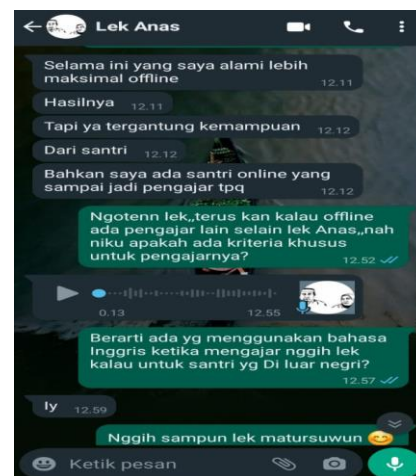 Lek Anas
Selama ini yang saya alami lebih
maksimal offline
12.11
Hasilnya 12.11
Tapi ya tergantung kemampuan 12.12
Dari santri 12.12
Bahkan saya ada santri online yang
sampai jadi pengajar tpq
12.12
Ngotenn lek,,terus kan kalau offline
ada pengajar lain selain lek Anas,,nah
niku apakah ada kriteria khusus
untuk pengajarnya?
12.52
0.13 12.55
Berarti ada yg menggunakan bahasa
Inggris ketika mengajar nggih lek
kalau untuk santri yg Di luar negri?
12.57
Iy 12.59
Nggih sampun lek matursuwun
Ketik pesan